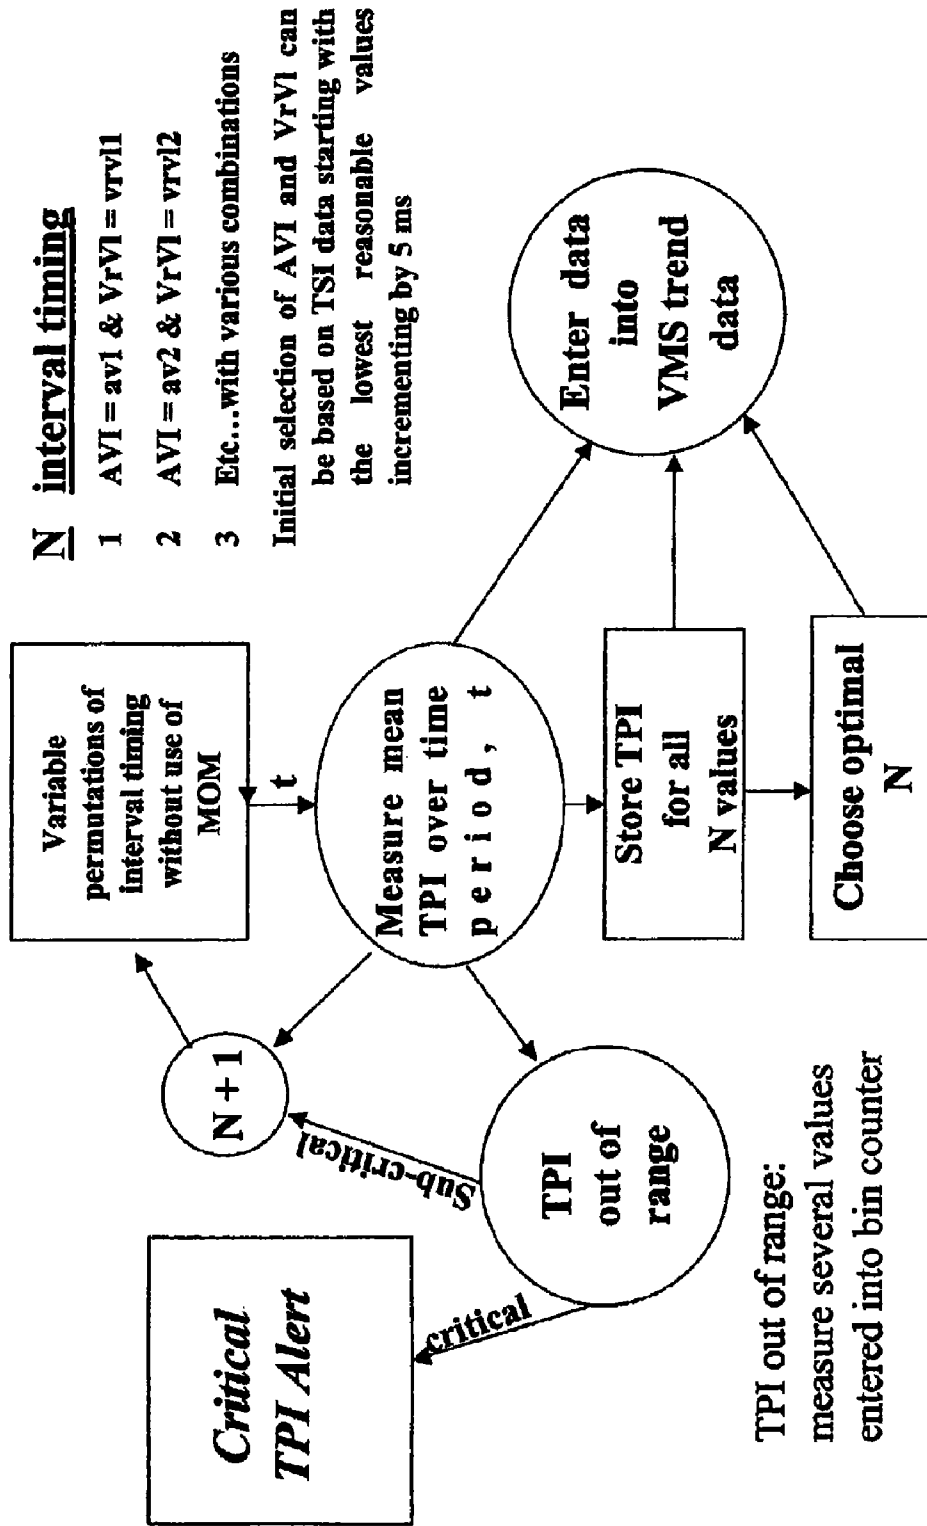 Critical
TPI Alert
critical
Sub-critical
TPI
out of
range
TPI out of range:
measure several values
entered into bin counter
N + 1
Variable
permutations of
interval timing
without use of
MOM
t
Measure mean
TPI over time
period, t
Store TPI
for all
N values
Choose optimal
N
Enter data
into
VMS trend
data
N interval timing
1 AVI = av1 & VrVI = vrvl1
2 AVI = av2 & VrVI = vrvl2
3 Etc...with various combinations
Initial selection of AVI and VrVI can
be based on TSI data starting with
the lowest reasonable values
incrementing by 5 ms